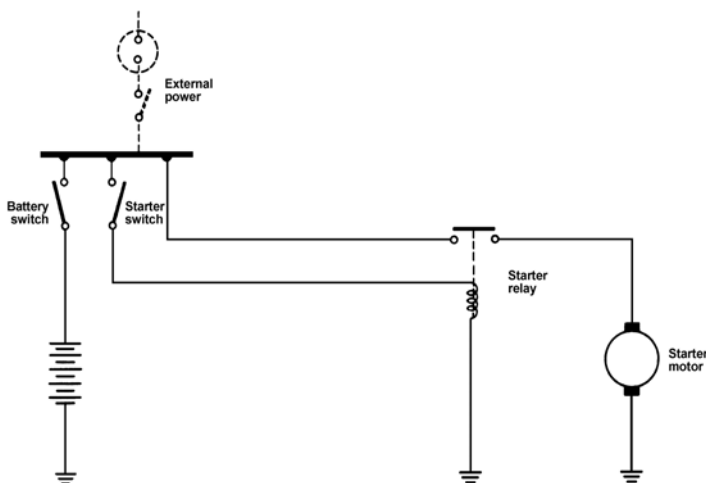 External
power
Battery
switch
Starter
switch
Starter
relay
Starter
motor